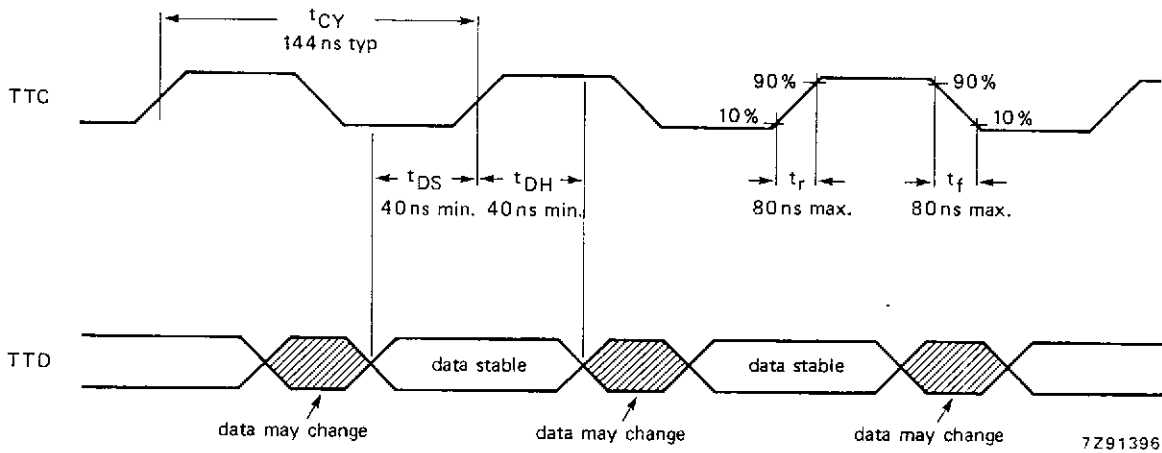 tCY
144 ns typ
TTC
90%
90%
10%
10%
tDS
tDH
tr
tf
40 ns min.
40 ns min.
80 ns max.
80 ns max.
TTD
data stable
data stable
data may change
data may change
data may change
7Z91396